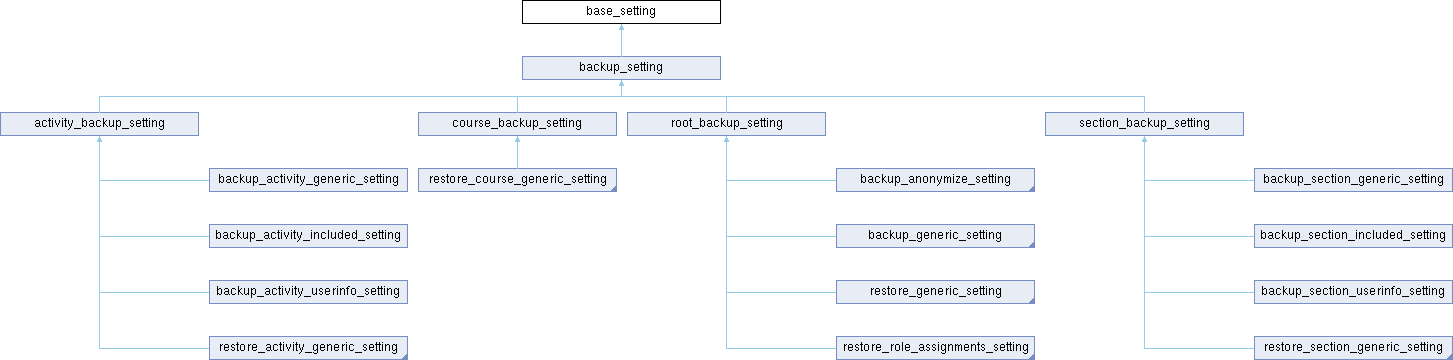 base_setting
backup_setting
activity_backup_setting
course_backup_setting
root_backup_setting
section_backup_setting
backup_activity_generic_setting
restore_course_generic_setting
backup_anonymize_setting
backup_section_generic_setting
backup_activity_included_setting
backup_generic_setting
backup_section_included_setting
backup_activity_userinfo_setting
restore_generic_setting
backup_section_userinfo_setting
restore_activity_generic_setting
restore_role_assignments_setting
restore_section_generic_setting